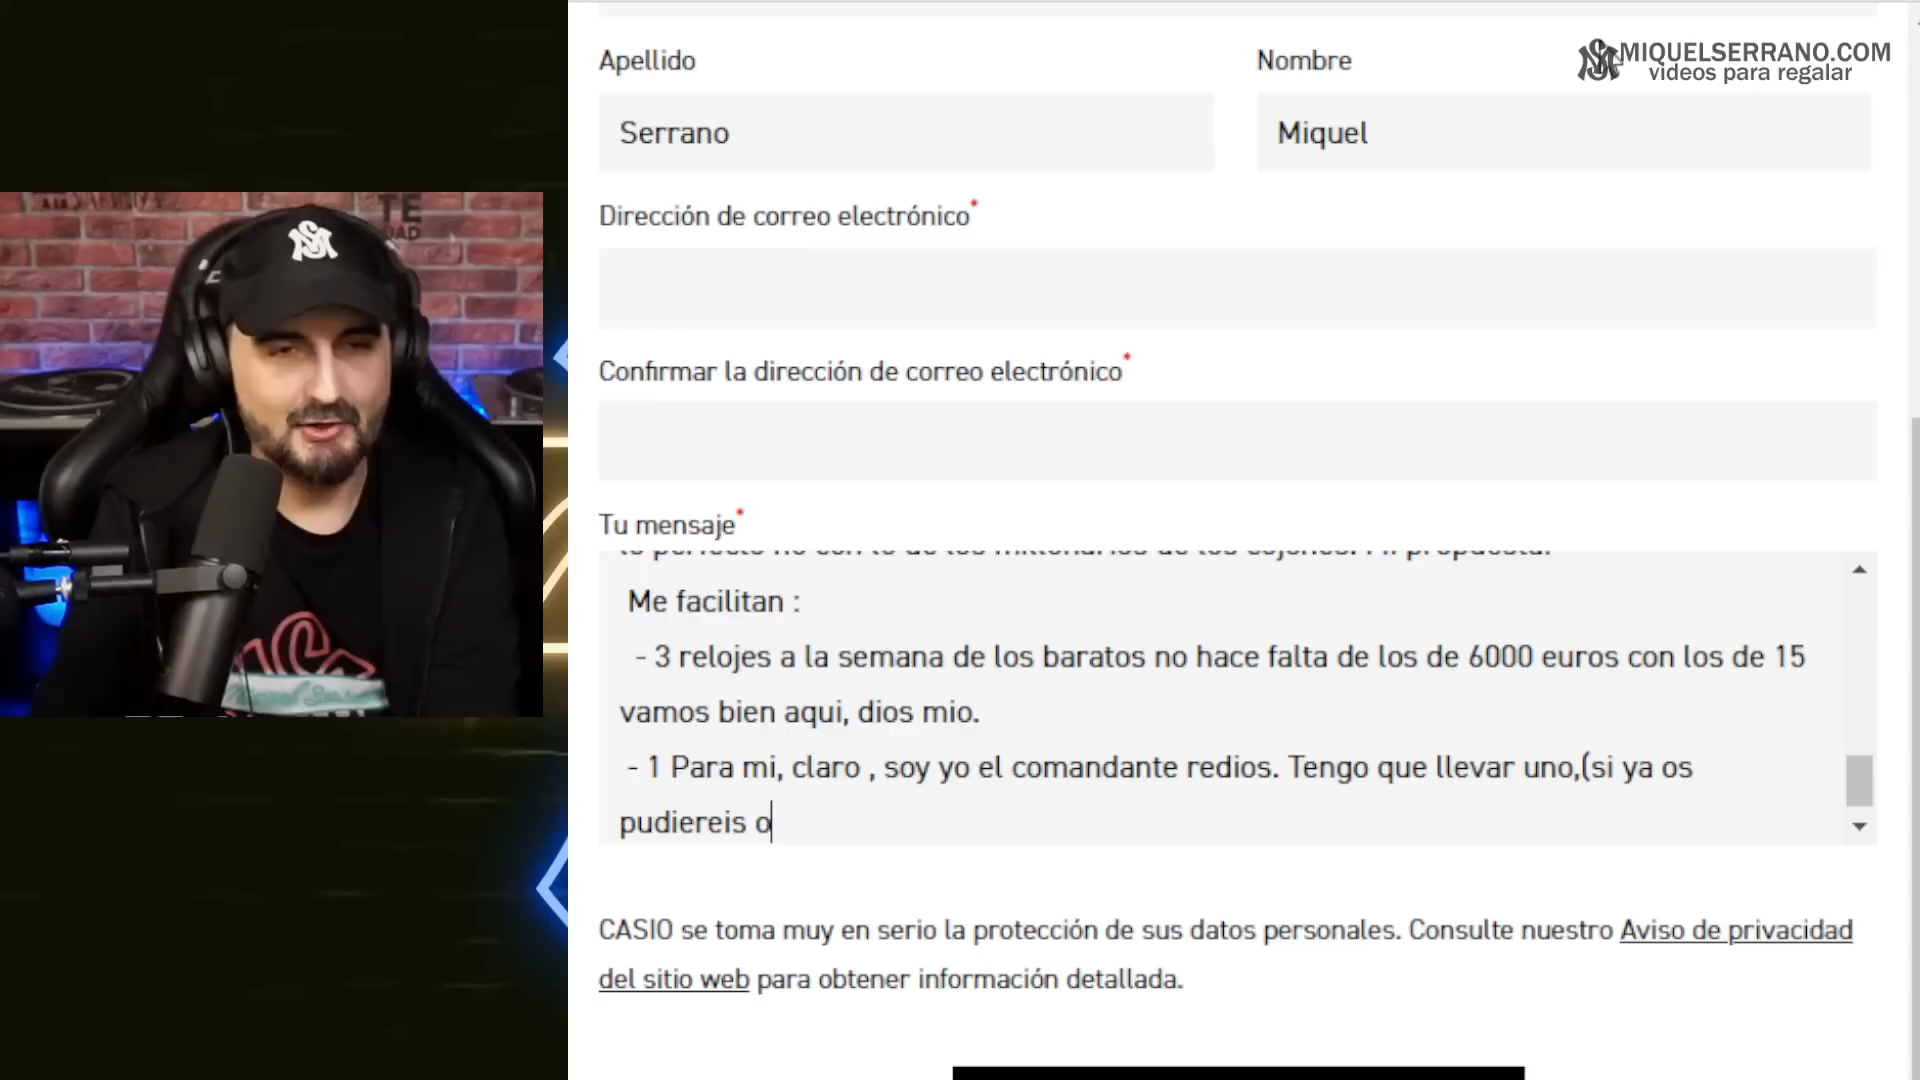 MIQUELSERRANO.COM
videos para regalar
Apellido
Nombre
Serrano
Miquel
Dirección de correo electrónico*
Confirmar la dirección de correo electrónico*
Tu mensaje*
Me facilitan :
- 3 relojes a la semana de los baratos no hace falta de los de 6000 euros con los de 15
vamos bien aqui, dios mio.
- 1 Para mi, claro , soy yo el comandante redios. Tengo que llevar uno,(si ya os
pudiereis o
CASIO se toma muy en serio la protección de sus datos personales. Consulte nuestro Aviso de privacidad
del sitio web para obtener información detallada.